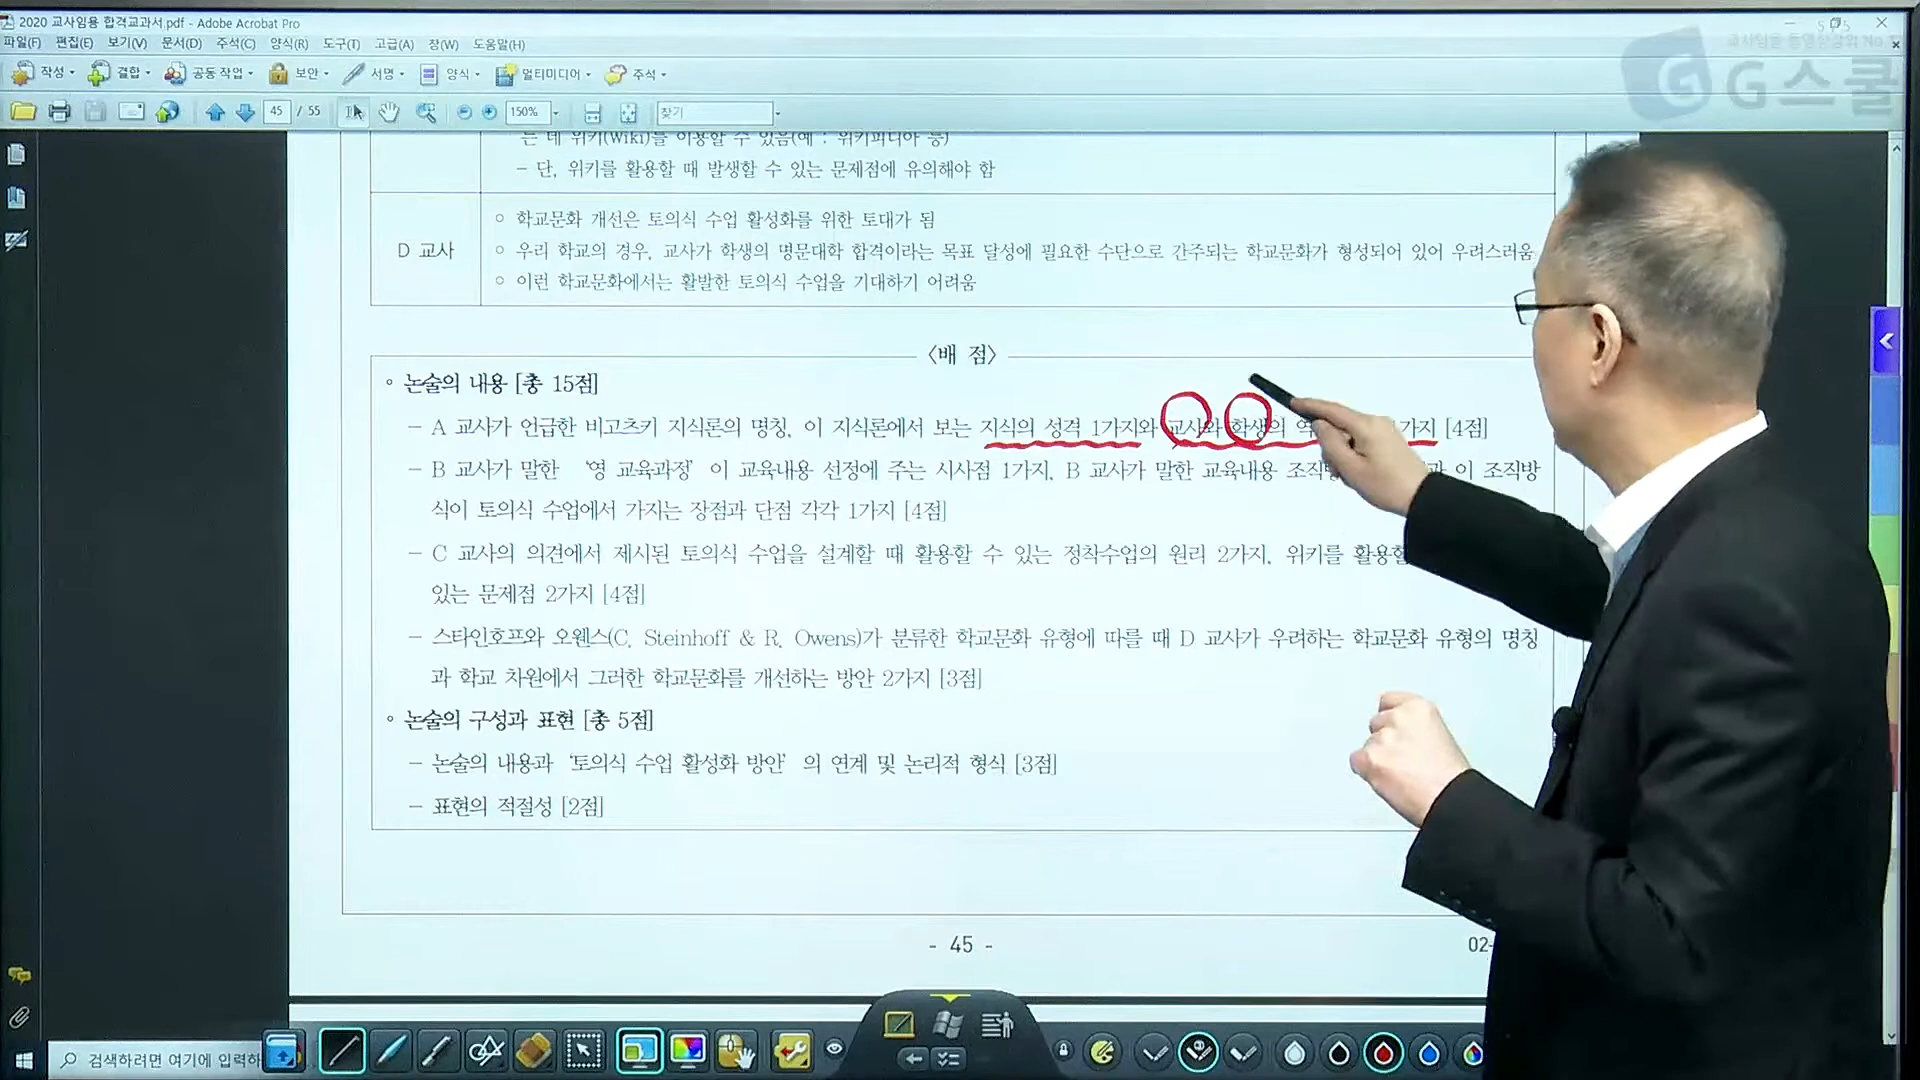 2020 교사임용 합격교과서.pdf - Adobe Acrobat Pro
파일(F) 편집(E) 보기(V) 문서(D) 주석(C) 양식(R) 도구(T) 고급(A) 창(W) 도움말(H)
작성 결합 공동 작업 보안 서명 양식 멀티미디어 주석
45 / 55 150% 찾기
G스쿨
는 데 위키(Wiki)를 이용할 수 있음(예 : 위키피디아 등)
- 단, 위키를 활용할 때 발생할 수 있는 문제점에 유의해야 함
D 교사
○ 학교문화 개선은 토의식 수업 활성화를 위한 토대가 됨
○ 우리 학교의 경우, 교사가 학생의 명문대학 합격이라는 목표 달성에 필요한 수단으로 간주되는 학교문화가 형성되어 있어 우려스러움
○ 이런 학교문화에서는 활발한 토의식 수업을 기대하기 어려움
〈배 점〉
◦ 논술의 내용 [총 15점]
- A 교사가 언급한 비고츠키 지식론의 명칭, 이 지식론에서 보는 지식의 성격 1가지와 교사와 학생의 역 1가지 [4점]
- B 교사가 말한 ‘영 교육과정’이 교육내용 선정에 주는 시사점 1가지, B 교사가 말한 교육내용 조직방 이 조직방
식이 토의식 수업에서 가지는 장점과 단점 각각 1가지 [4점]
- C 교사의 의견에서 제시된 토의식 수업을 설계할 때 활용할 수 있는 정착수업의 원리 2가지, 위키를 활용할
있는 문제점 2가지 [4점]
- 스타인호프와 오웬스(C. Steinhoff & R. Owens)가 분류한 학교문화 유형에 따를 때 D 교사가 우려하는 학교문화 유형의 명칭
과 학교 차원에서 그러한 학교문화를 개선하는 방안 2가지 [3점]
◦ 논술의 구성과 표현 [총 5점]
- 논술의 내용과 ‘토의식 수업 활성화 방안’의 연계 및 논리적 형식 [3점]
- 표현의 적절성 [2점]
- 45 -
02-
검색하려면 여기에 입력하